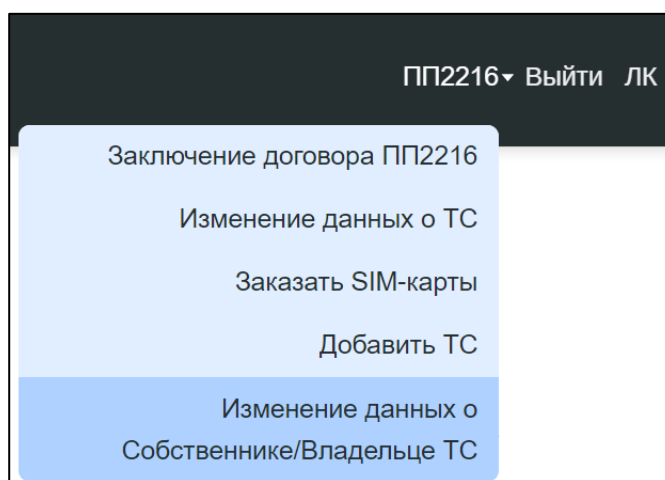 ПП2216 Выйти ЛК
Заключение договора ПП2216
Изменение данных о ТС
Заказать SIM-карты
Добавить ТС
Изменение данных о
Собственнике/Владельце ТС